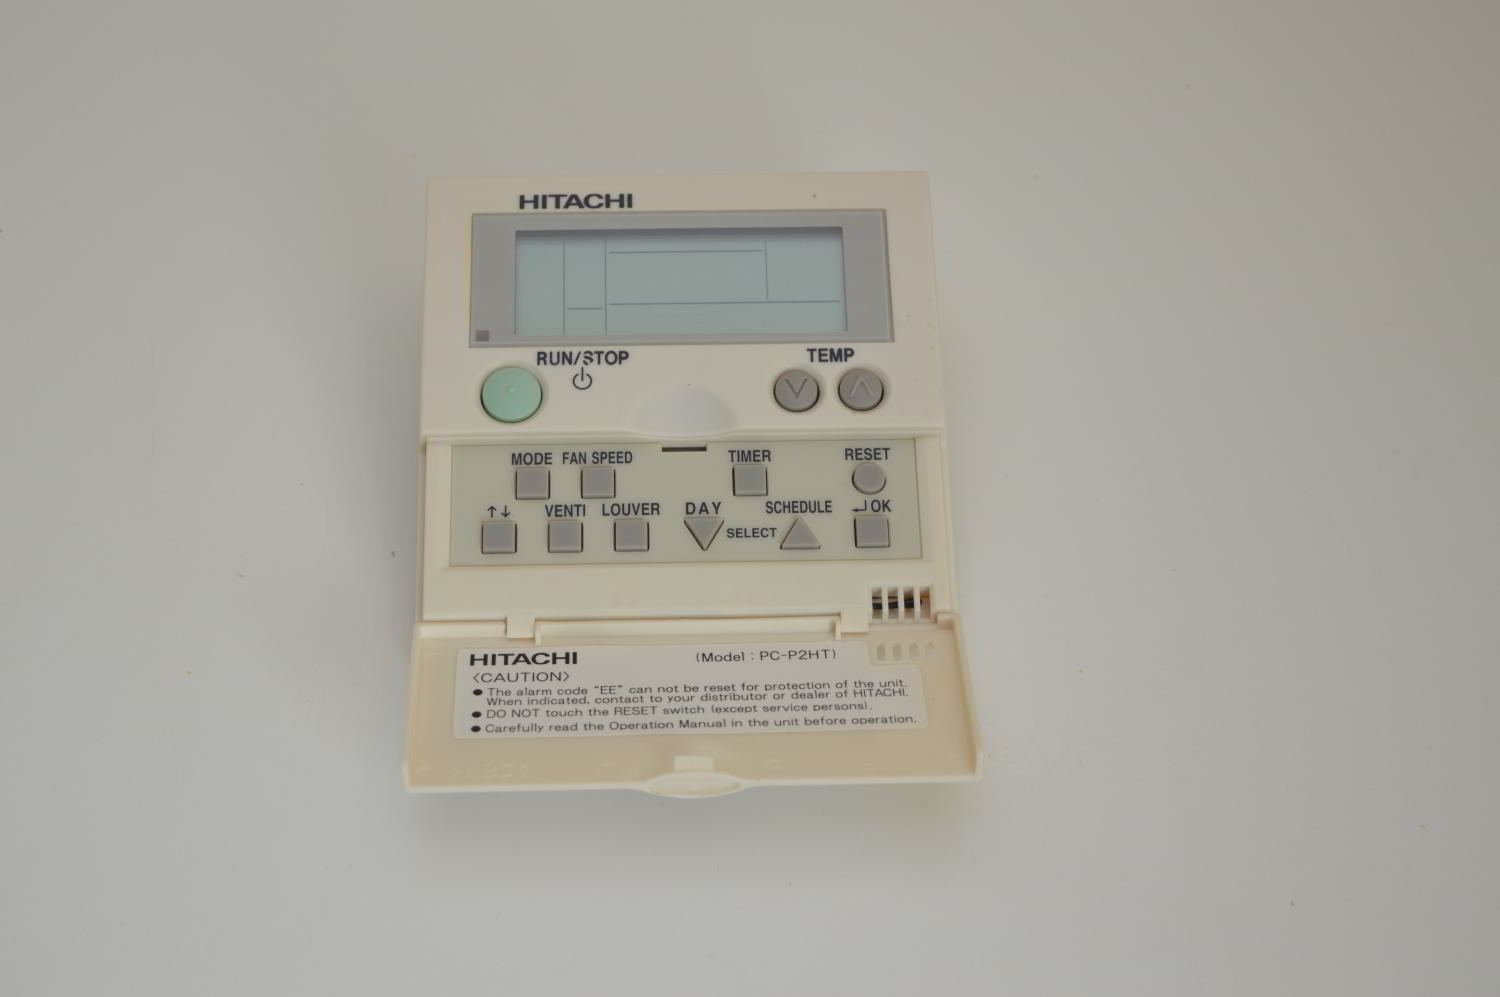 HITACHI
RUN/STOP
TEMP
MODE FAN SPEED TIMER RESET
↑↓ VENTI LOUVER DAY SELECT SCHEDULE ↵OK
HITACHI (Model : PC-P2HT)
〈CAUTION〉
● The alarm code "EE" can not be reset for protection of the unit.
When indicated, contact to your distributor or dealer of HITACHI.
● DO NOT touch the RESET switch (except service persons).
● Carefully read the Operation Manual in the unit before operation.
>ABS<